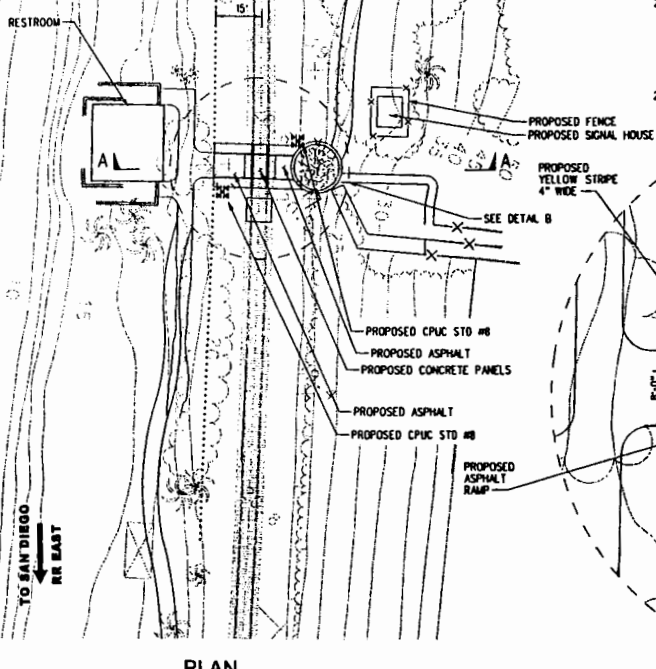 15'
RESTROOM
PROPOSED FENCE
PROPOSED SIGNAL HOUSE
A
A
PROPOSED
YELLOW STRIPE
4" WIDE
SEE DETAIL B
PROPOSED CPUC STD #8
PROPOSED ASPHALT
PROPOSED CONCRETE PANELS
PROPOSED ASPHALT
PROPOSED CPUC STD #8
PROPOSED
ASPHALT
RAMP
TO SAN DIEGO
RR EAST
PLAN